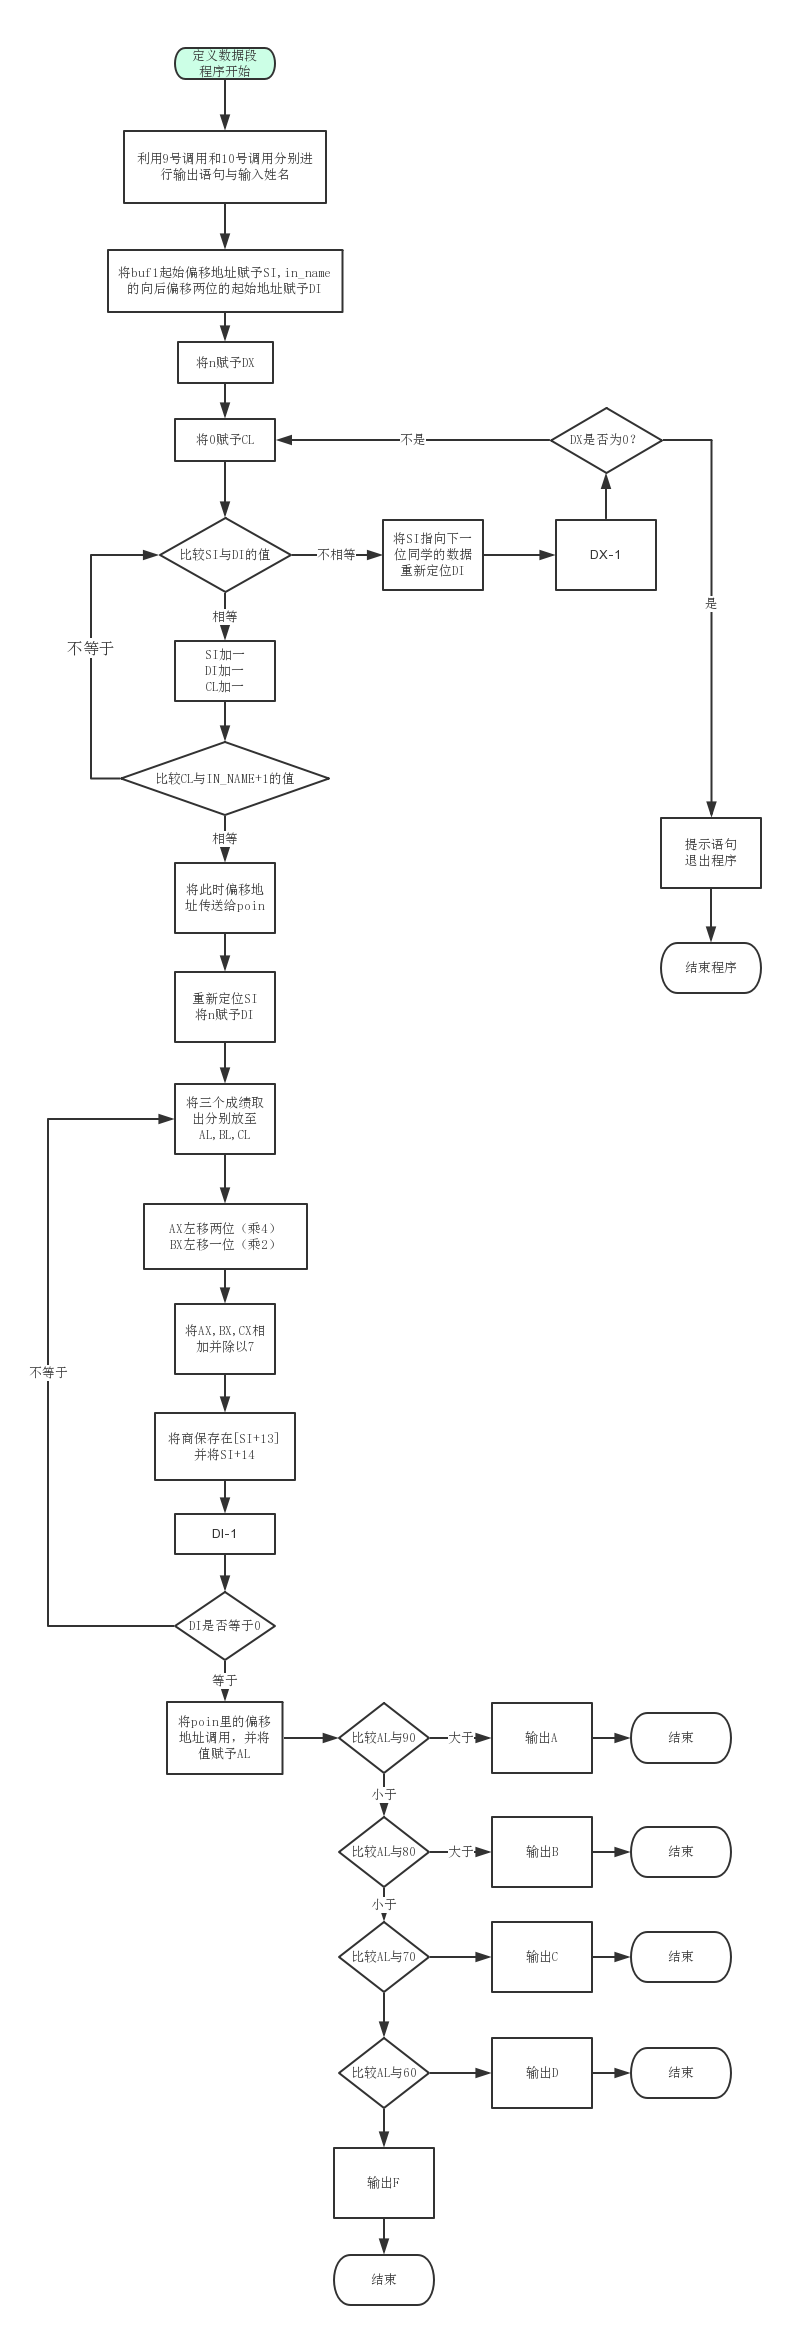 定义数据段
程序开始
利用9号调用和10号调用分别进
行输出语句与输入姓名
将buf1起始偏移地址赋予SI,in_name
的向后偏移两位的起始地址赋予DI
将n赋予DX
将0赋予CL
不是
DX是否为0?
比较SI与DI的值
不相等
将SI指向下一
位同学的数据
重新定位DI
DX-1
是
相等
不等于
SI加一
DI加一
CL加一
比较CL与IN_NAME+1的值
相等
提示语句
退出程序
将此时偏移地
址传送给poin
结束程序
重新定位SI
将n赋予DI
将三个成绩取
出分别放至
AL,BL,CL
AX左移两位（乘4）
BX左移一位（乘2）
将AX,BX,CX相
加并除以7
不等于
将商保存在[SI+13]
并将SI+14
DI-1
DI是否等于0
等于
将poin里的偏移
地址调用，并将
值赋予AL
比较AL与90
大于
输出A
结束
小于
比较AL与80
大于
输出B
结束
小于
比较AL与70
输出C
结束
比较AL与60
输出D
结束
输出F
结束